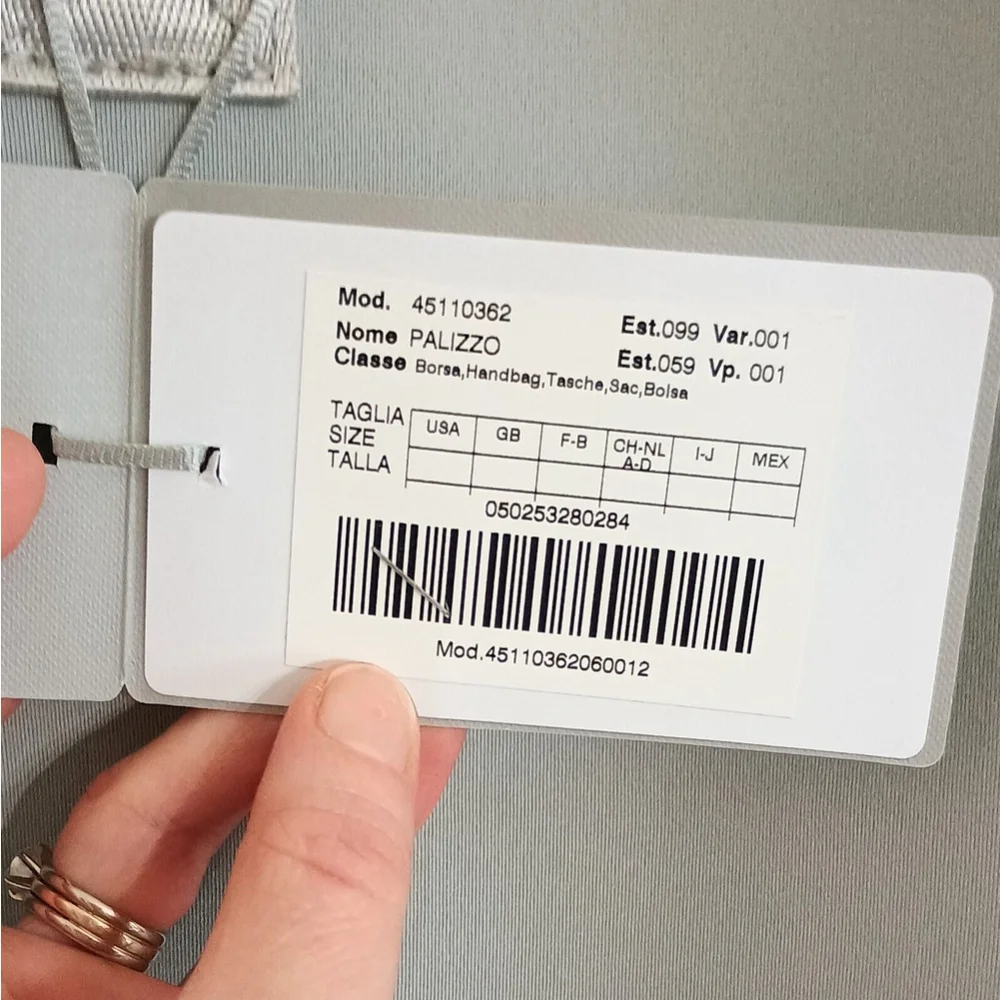 Mod. 45110362
Est.099 Var.001
Nome PALIZZO
Est.059 Vp. 001
Classe Borsa,Handbag,Tasche,Sac,Bolsa
TAGLIA
SIZE
TALLA
USA GB F-B CH-NL I-J MEX
A-D
050253280284
Mod.45110362060012